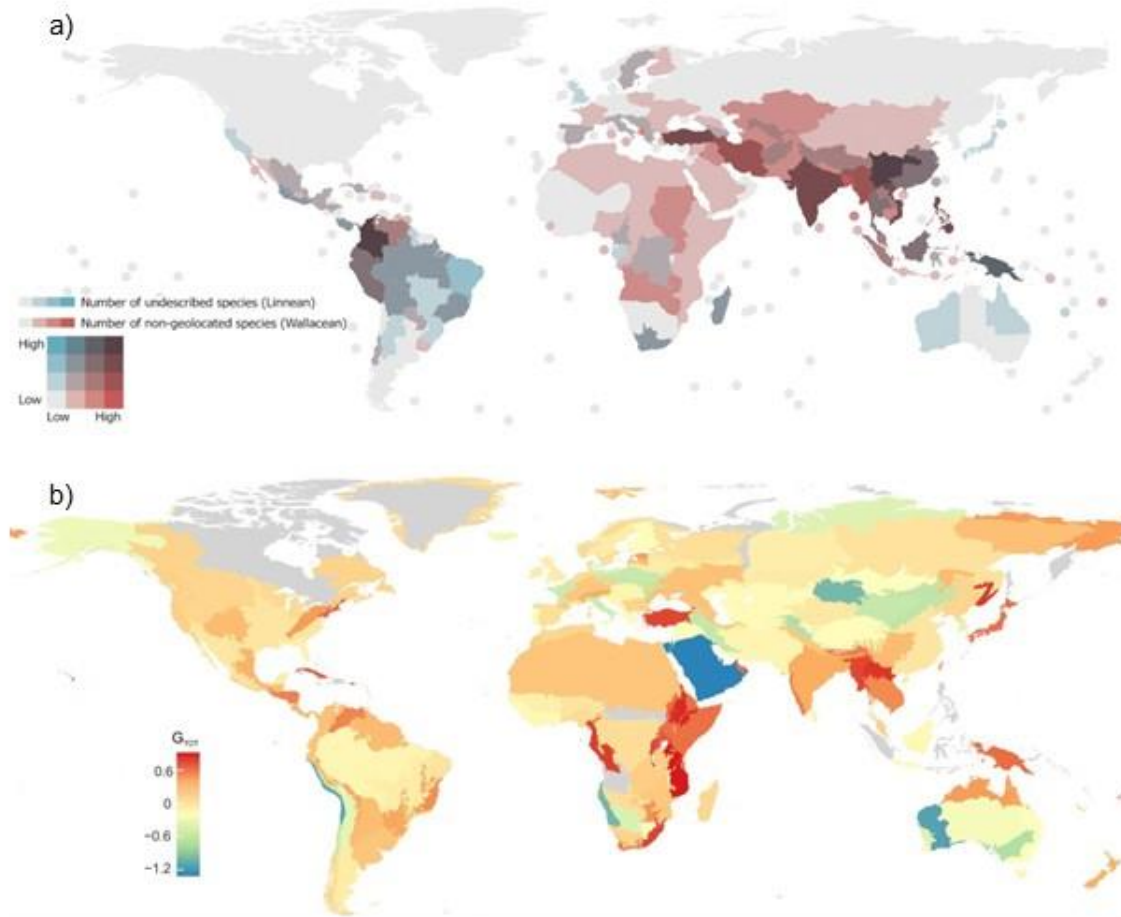 a)
Number of undescribed species (Linnean)
Number of non-geolocated species (Wallacean)
High
Low
Low High
b)
GTOT
0.6
0
−0.6
−1.2